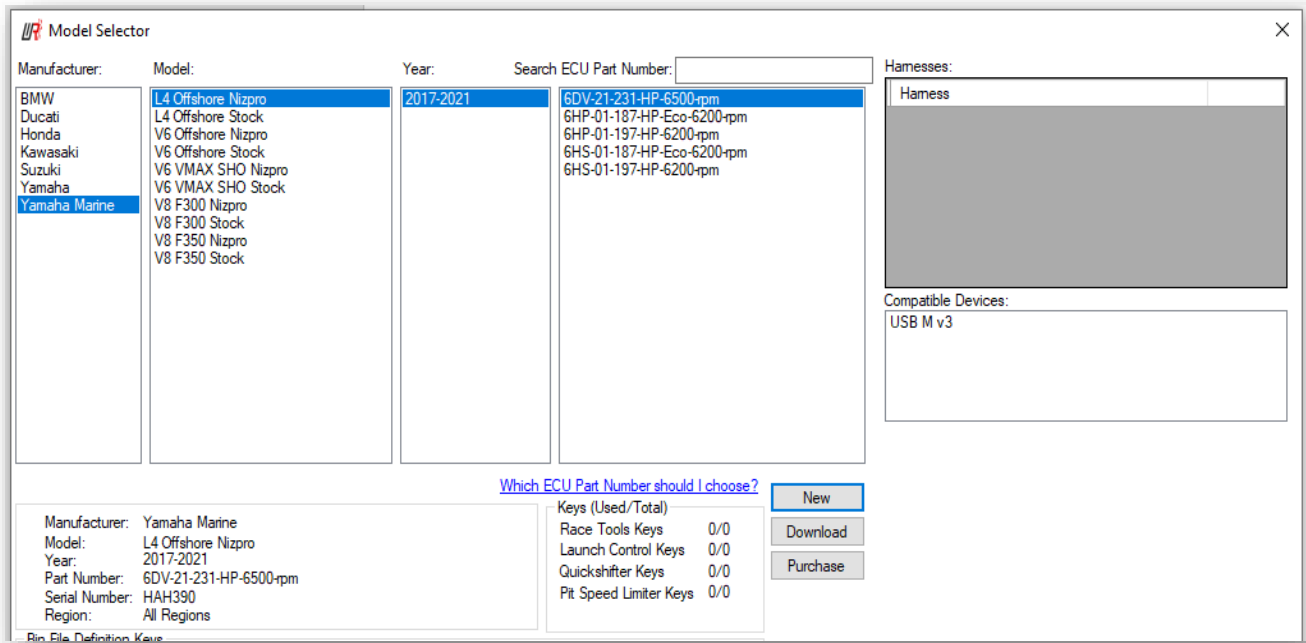 Model Selector
Manufacturer:
Model:
Year:
Search ECU Part Number:
Harnesses:
BMW
Ducati
Honda
Kawasaki
Suzuki
Yamaha
Yamaha Marine
L4 Offshore Nizpro
L4 Offshore Stock
V6 Offshore Nizpro
V6 Offshore Stock
V6 VMAX SHO Nizpro
V6 VMAX SHO Stock
V8 F300 Nizpro
V8 F300 Stock
V8 F350 Nizpro
V8 F350 Stock
2017-2021
6DV-21-231-HP-6500-rpm
6HP-01-187-HP-Eco-6200-rpm
6HP-01-197-HP-6200-rpm
6HS-01-187-HP-Eco-6200-rpm
6HS-01-197-HP-6200-rpm
Harness
Compatible Devices:
USB M v3
Which ECU Part Number should I choose?
New
Download
Purchase
Manufacturer: Yamaha Marine
Model: L4 Offshore Nizpro
Year: 2017-2021
Part Number: 6DV-21-231-HP-6500-rpm
Serial Number: HAH390
Region: All Regions
Keys (Used/Total)
Race Tools Keys 0/0
Launch Control Keys 0/0
Quickshifter Keys 0/0
Pit Speed Limiter Keys 0/0
Bin File Definition Keys